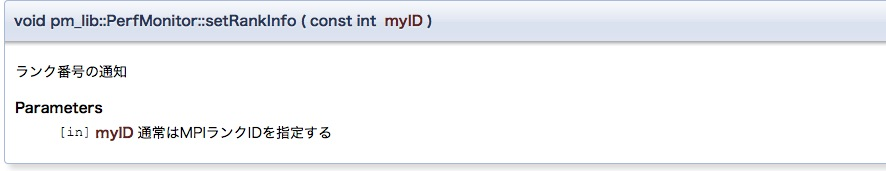 void pm_lib::PerfMonitor::setRankInfo ( const int myID )
ランク番号の通知
Parameters
[in] myID 通常はMPIランクIDを指定する